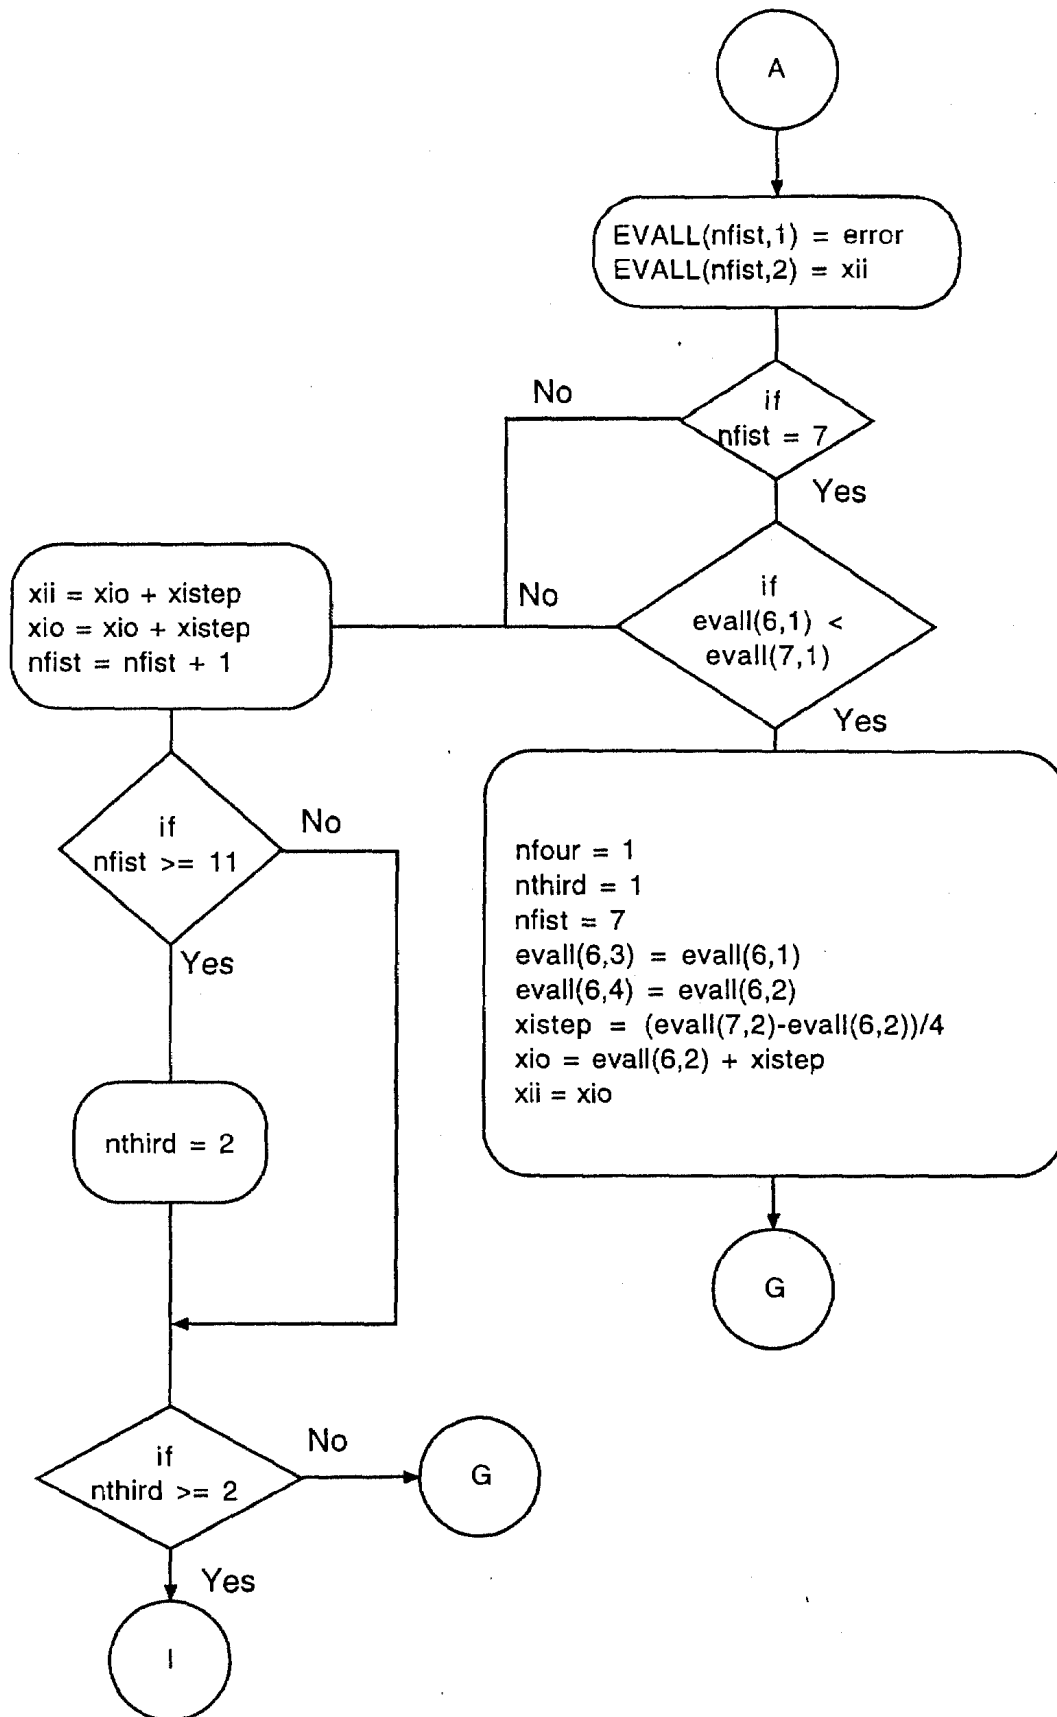 A
EVALL(nfist,1) = error
EVALL(nfist,2) = xii
if
nfist = 7
No
Yes
if
evall(6,1) <
evall(7,1)
No
Yes
xii = xio + xistep
xio = xio + xistep
nfist = nfist + 1
if
nfist >= 11
No
Yes
nthird = 2
nfour = 1
nthird = 1
nfist = 7
evall(6,3) = evall(6,1)
evall(6,4) = evall(6,2)
xistep = (evall(7,2)-evall(6,2))/4
xio = evall(6,2) + xistep
xii = xio
G
if
nthird >= 2
No
G
Yes
I